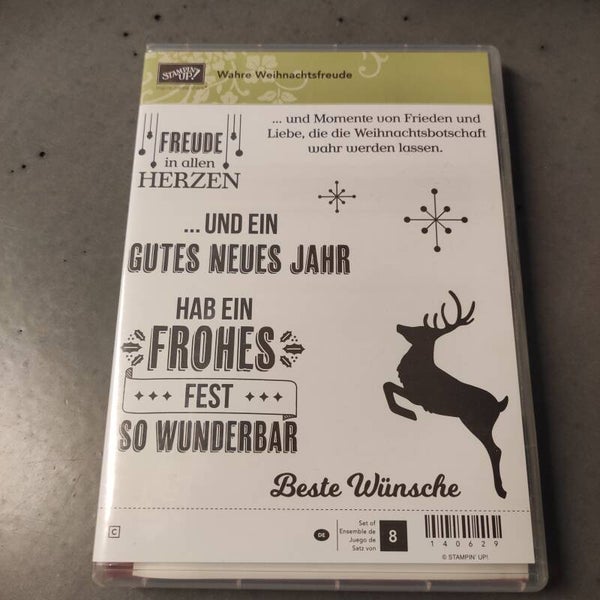 STAMPIN' UP!
Wahre Weihnachtsfreude
... und Momente von Frieden und
Liebe, die die Weihnachtsbotschaft
wahr werden lassen.
FREUDE
in allen
HERZEN
...UND EIN
GUTES NEUES JAHR
HAB EIN
FROHES
FEST
SO WUNDERBAR
Beste Wünsche
C
DE
Set of
Ensemble de
Juego de
Satz von
8
140629
© STAMPIN' UP!